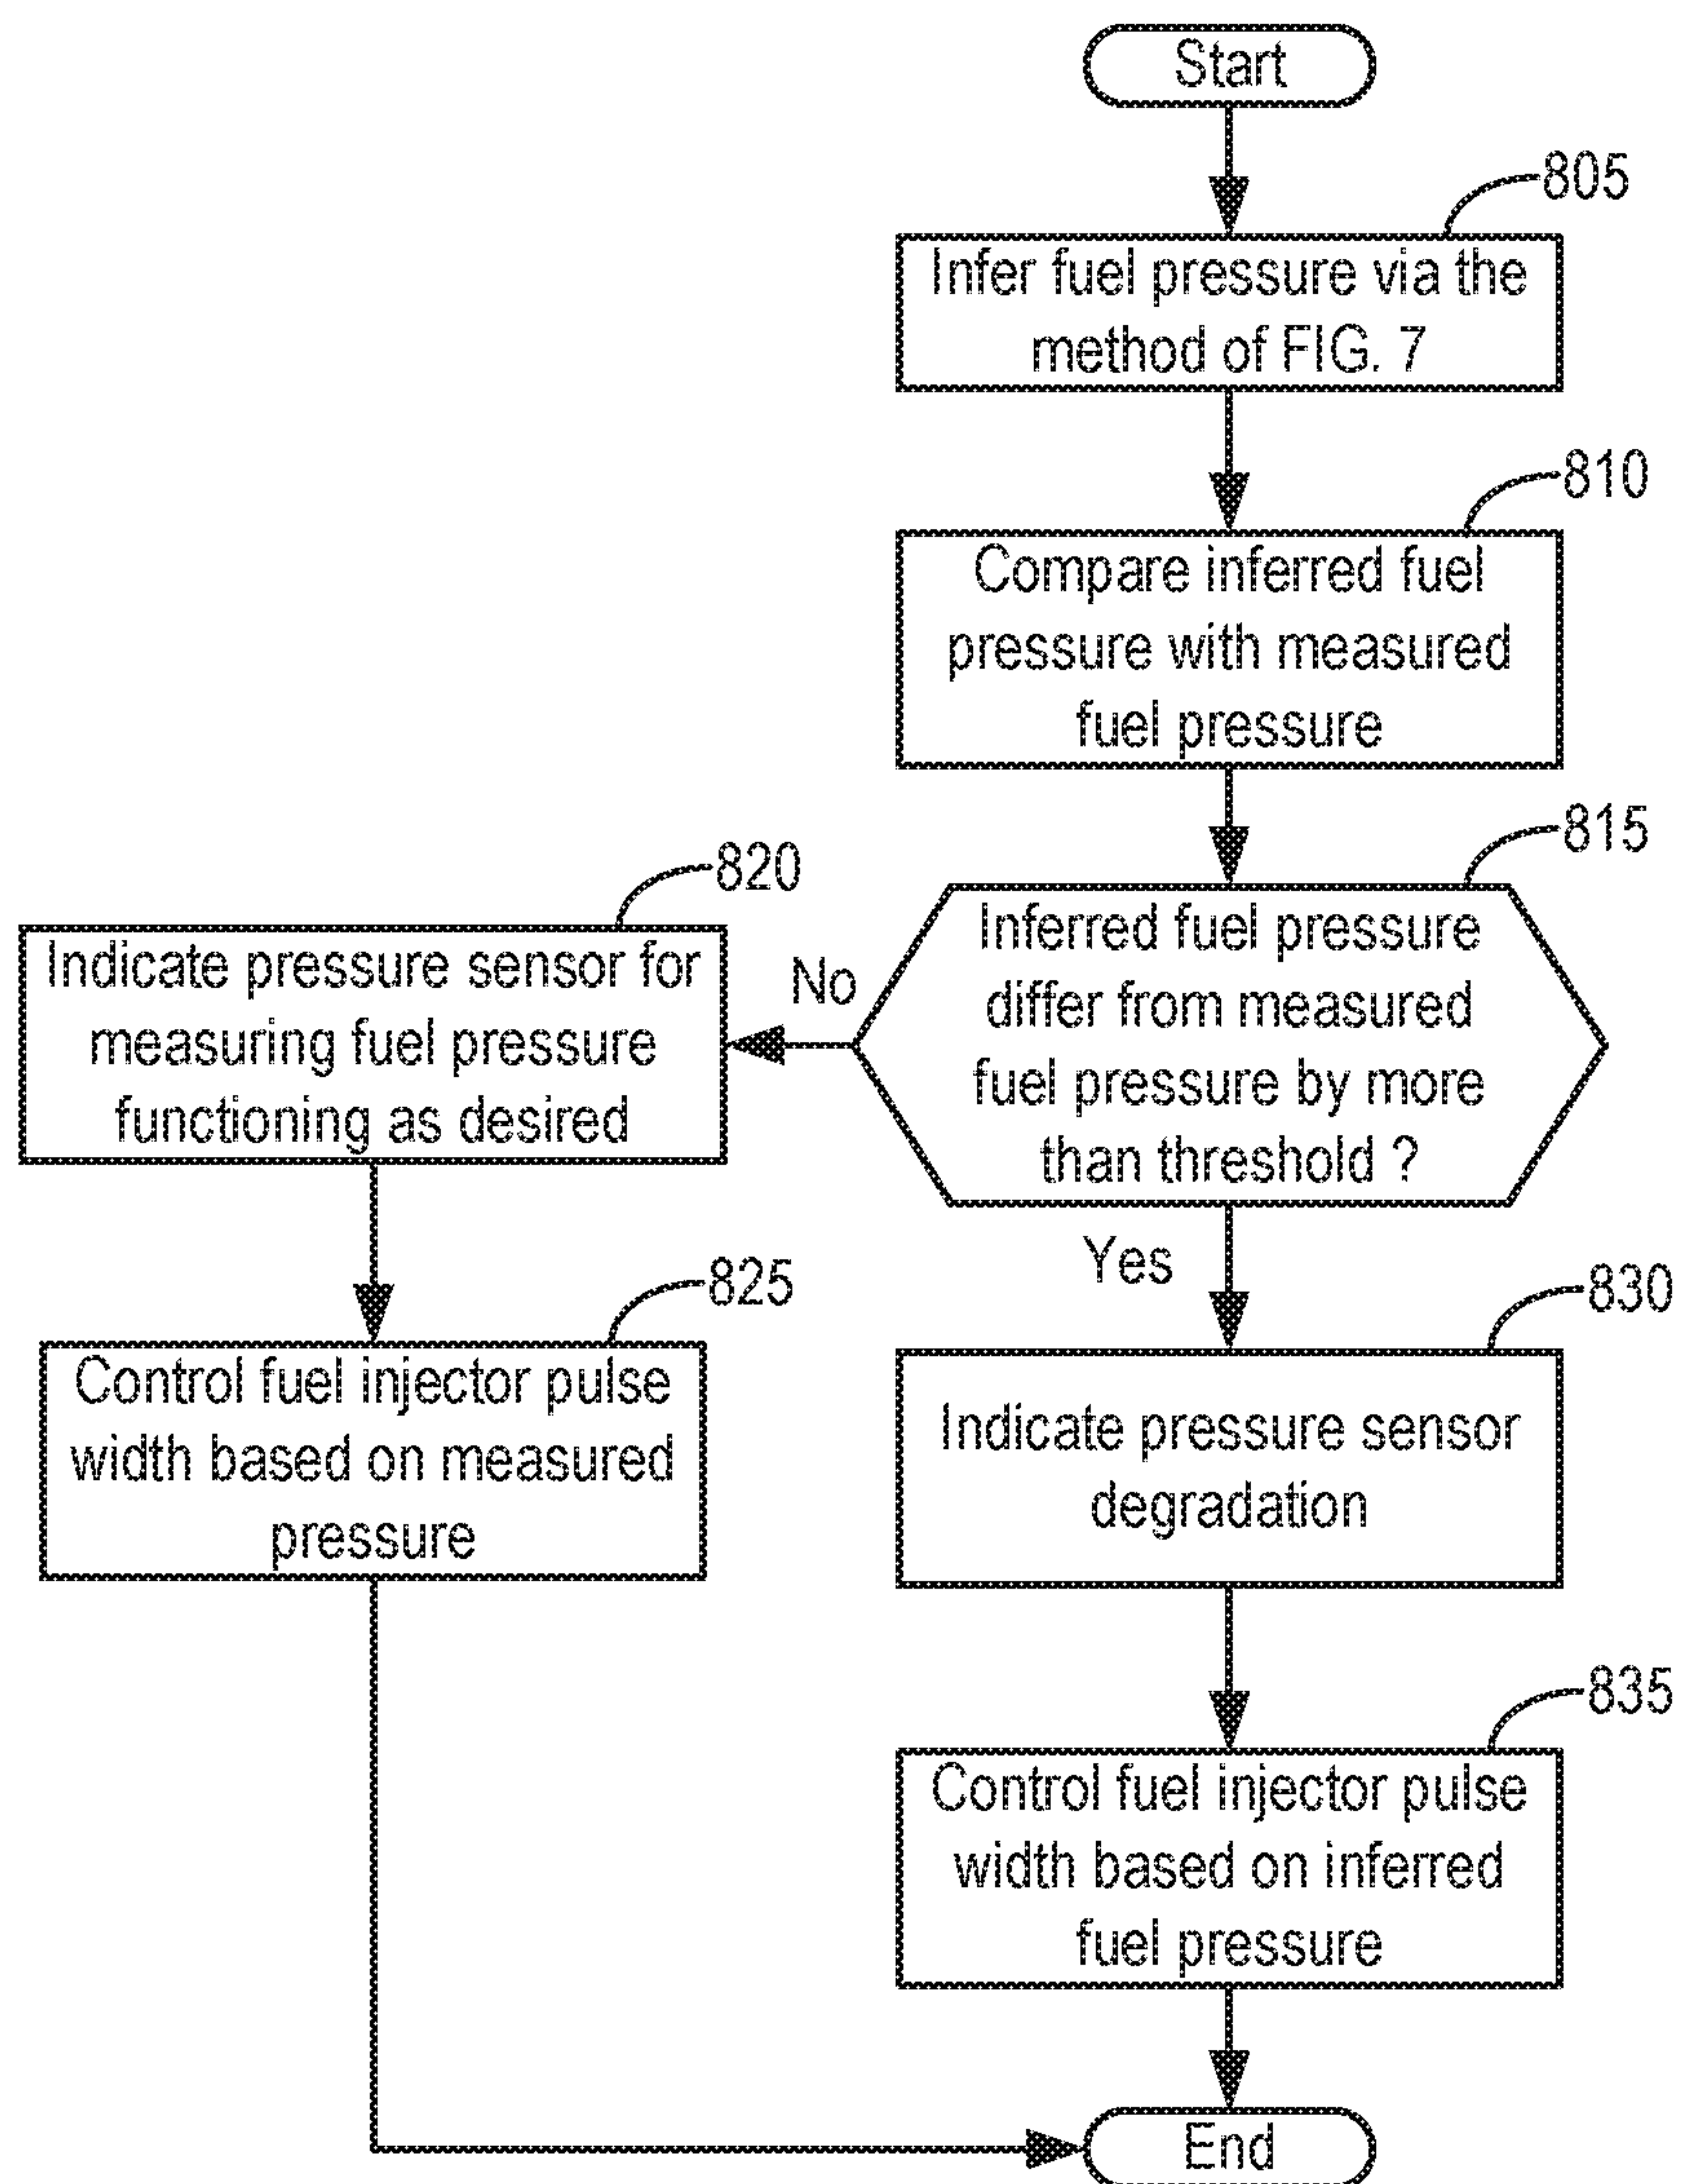 Start
805
Infer fuel pressure via the
method of FIG. 7
810
Compare inferred fuel
pressure with measured
fuel pressure
815
Inferred fuel pressure
differ from measured
fuel pressure by more
than threshold ?
No
820
Indicate pressure sensor for
measuring fuel pressure
functioning as desired
825
Control fuel injector pulse
width based on measured
pressure
Yes
830
Indicate pressure sensor
degradation
835
Control fuel injector pulse
width based on inferred
fuel pressure
End